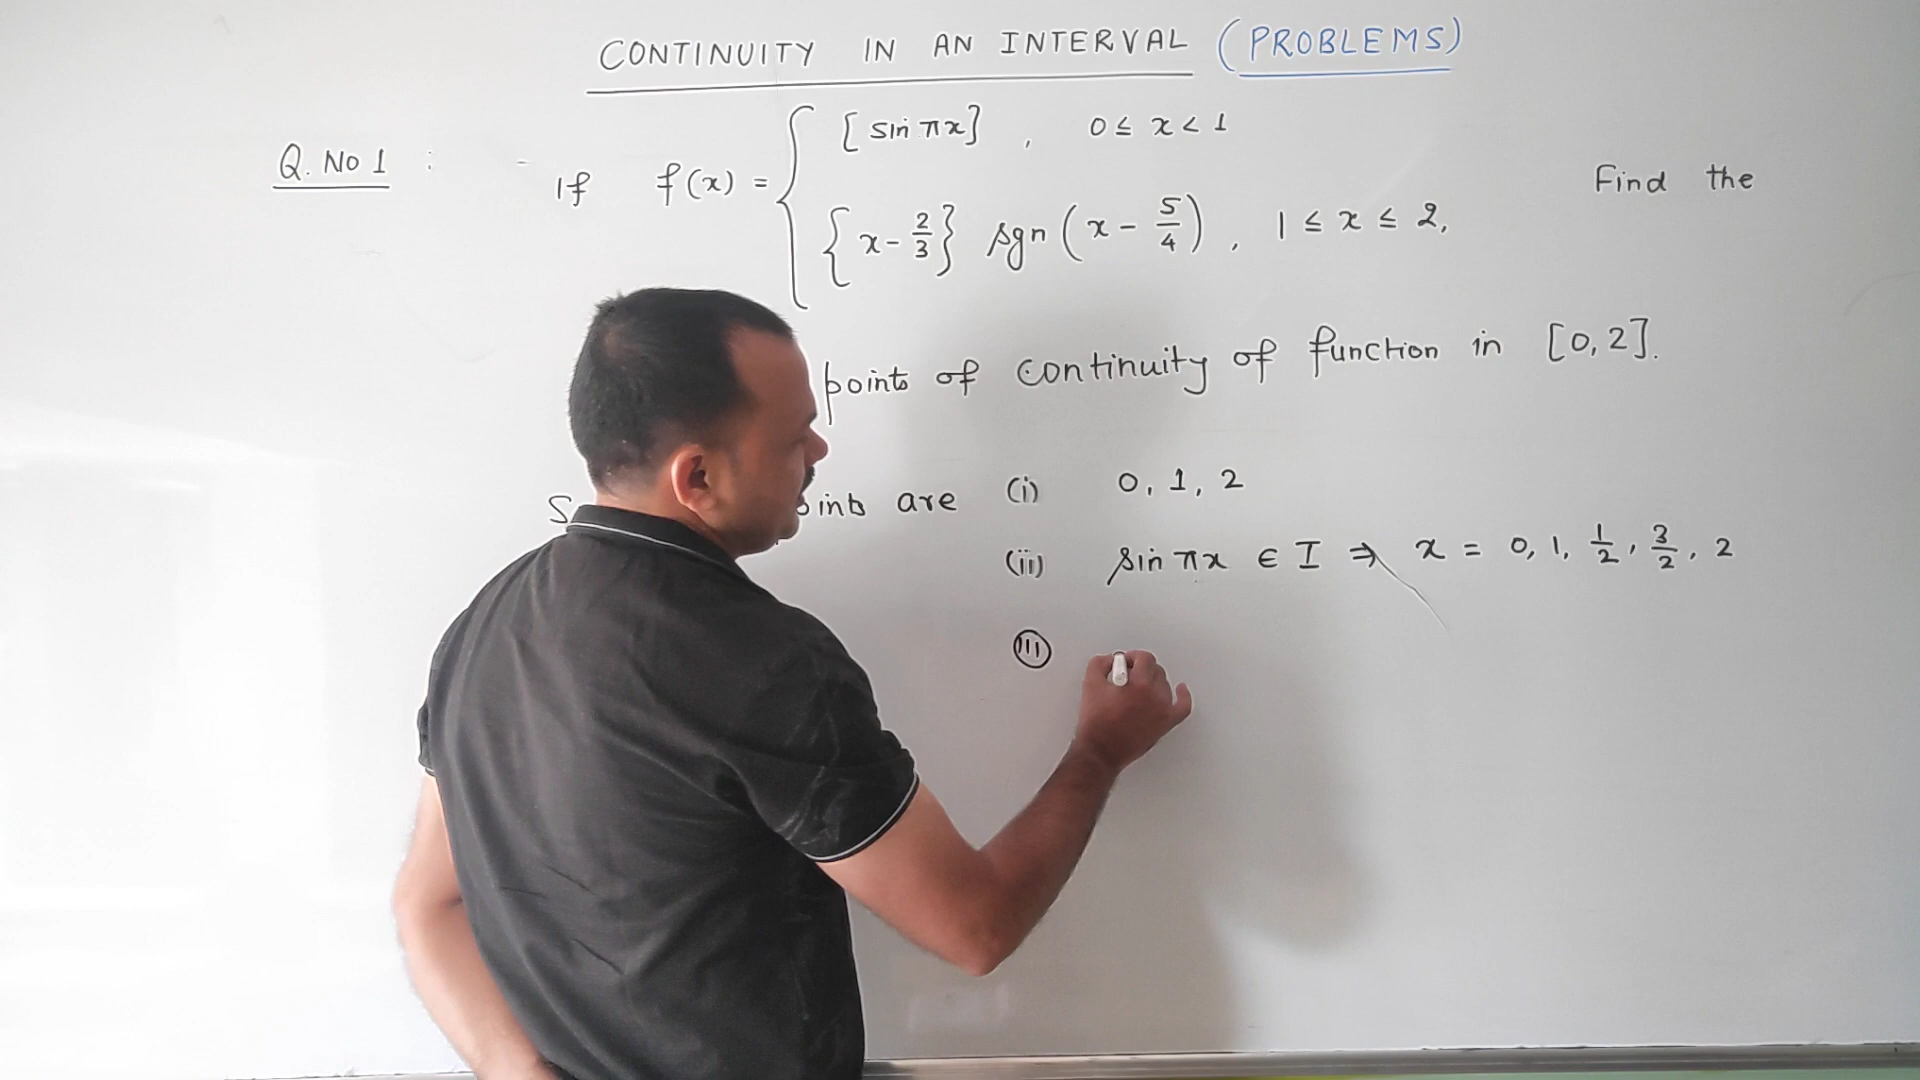 CONTINUITY IN AN INTERVAL (PROBLEMS)
Q. No 1 : - If f(x) = { [sin πx] , 0 ≤ x < 1
{x - 2/3} sgn (x - 5/4) , 1 ≤ x ≤ 2, Find the
points of continuity of function in [0, 2].
are (i) 0, 1, 2
(ii) sin πx ∈ I ⇒ x = 0, 1, 1/2, 3/2, 2
(III)